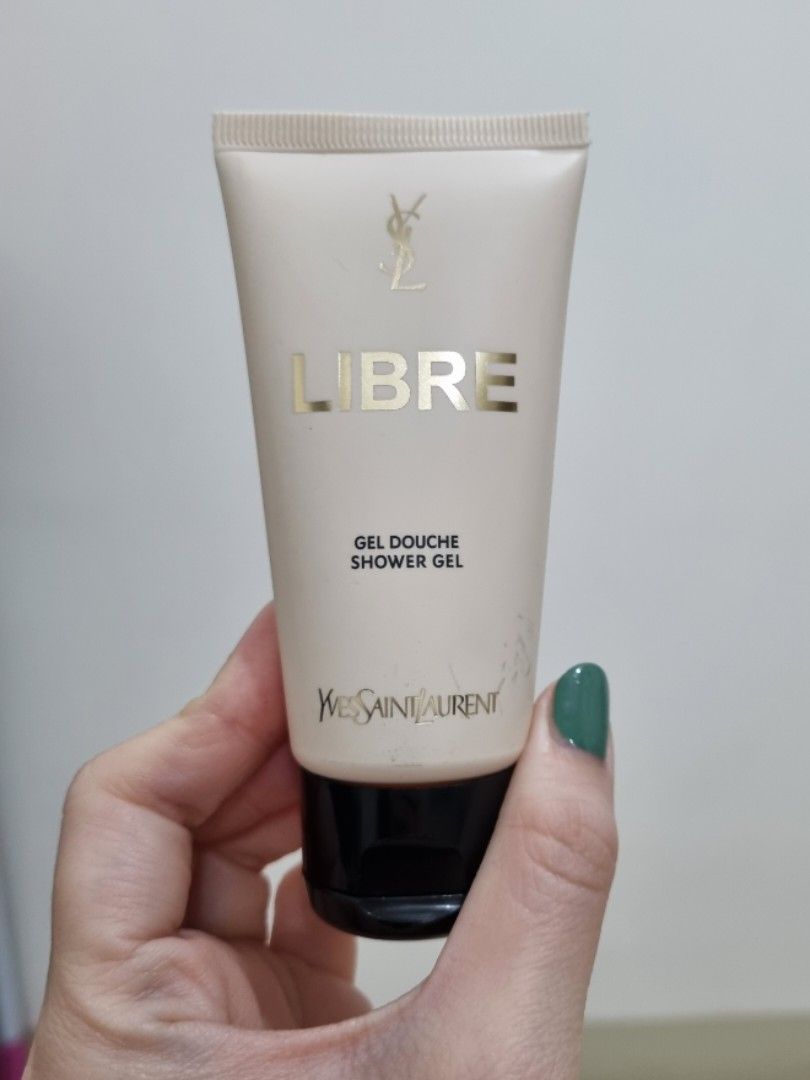 YSL
LIBRE
GEL DOUCHE
SHOWER GEL
YVESSAINTLAURENT